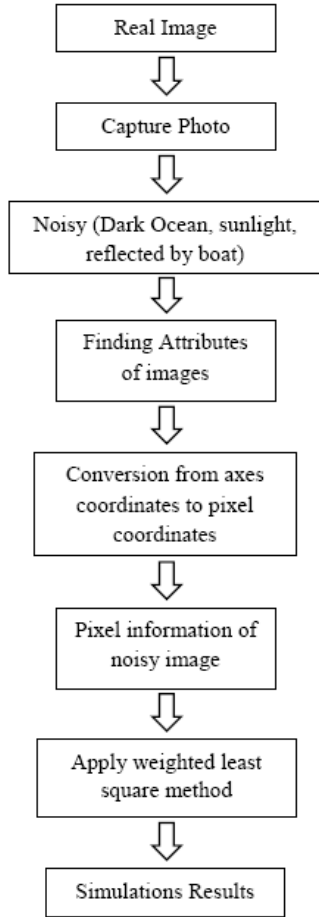 Real Image
Capture Photo
Noisy (Dark Ocean, sunlight,
reflected by boat)
Finding Attributes
of images
Conversion from axes
coordinates to pixel
coordinates
Pixel information of
noisy image
Apply weighted least
square method
Simulations Results